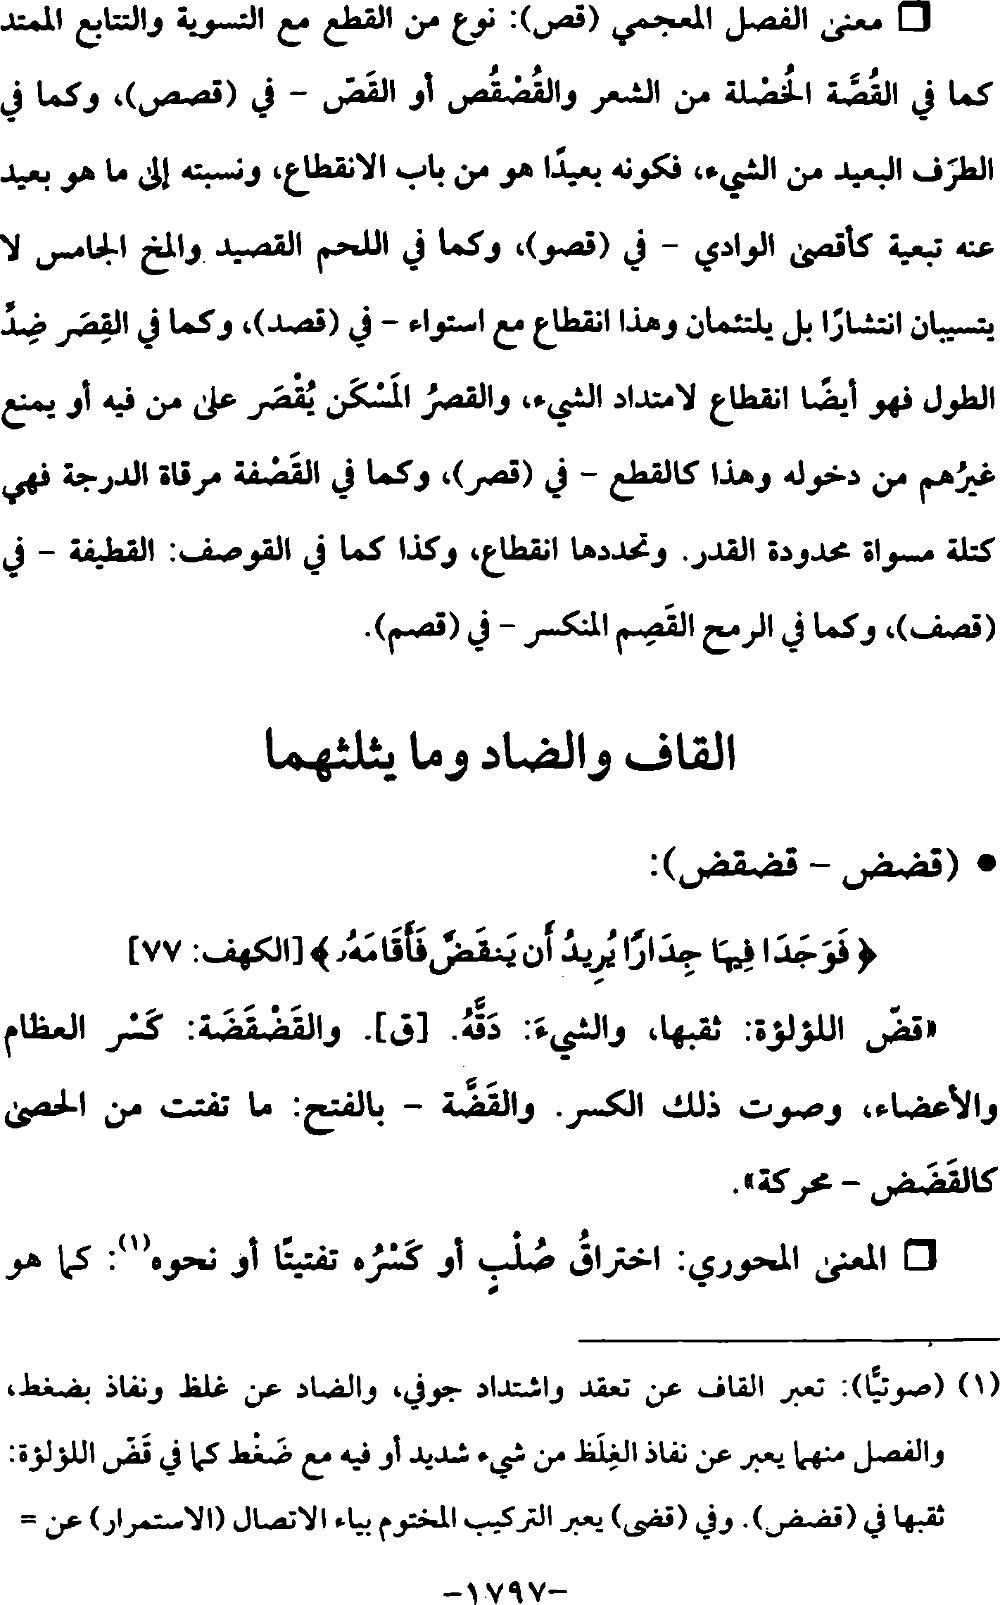 □ معنى الفصل المعجمي (قص): نوع من القطع مع التسوية والتتابع الممتد
كما في القُصَّة الخُصْلة من الشعر والقُصْقُص أو القَصّ – في (قصص)، وكما في
الطرَف البعيد من الشيء، فكونه بعيدًا هو من باب الانقطاع، ونسبته إلى ما هو بعيد
عنه تبعية كأقصى الوادي – في (قصو)، وكما في اللحم القصيد والمخ الجامس لا
يتسيبان انتشارًا بل يلتئمان وهذا انقطاع مع استواء – في (قصد)، وكما في القِصَر ضِدّ
الطول فهو أيضًا انقطاع لامتداد الشيء، والقصرُ المَسْكَن يُقْصَر على من فيه أو يمنع
غيرُهم من دخوله وهذا كالقطع – في (قصر)، وكما في القَصْفة مرقاة الدرجة فهي
كتلة مسواة محدودة القدر. وتحددها انقطاع، وكذا كما في القوصف: القطيفة – في
(قصف)، وكما في الرمح القَصِم المنكسر – في (قصم).
القاف والضاد وما يثلثهما
• (قضض – قضقض):
﴿فَوَجَدَا فِيهَا جِدَارًا يُرِيدُ أَن يَنقَضَّ فَأَقَامَهُۥ﴾ [الكهف: ٧٧]
«قضّ اللؤلؤة: ثقبها، والشيءَ: دَقَّهُ. [ق]. والقَضْقَضَة: كَسْر العظام
والأعضاء، وصوت ذلك الكسر. والقَضَّة – بالفتح: ما تفتت من الحصى
كالقَضَض – محركة».
□ المعنى المحوري: اختراقُ صُلْبٍ أو كَسْرُه تفتيتًا أو نحوه(١): كما هو
(١) (صوتيًّا): تعبر القاف عن تعقد واشتداد جوفي، والضاد عن غلظ ونفاذ بضغط،
والفصل منهما يعبر عن نفاذ الغِلَظ من شيء شديد أو فيه مع ضَغْط كما في قَضّ اللؤلؤة:
ثقبها في (قضض). وفي (قضى) يعبر التركيب المختوم بياء الاتصال (الاستمرار) عن =
–١٧٩٧–